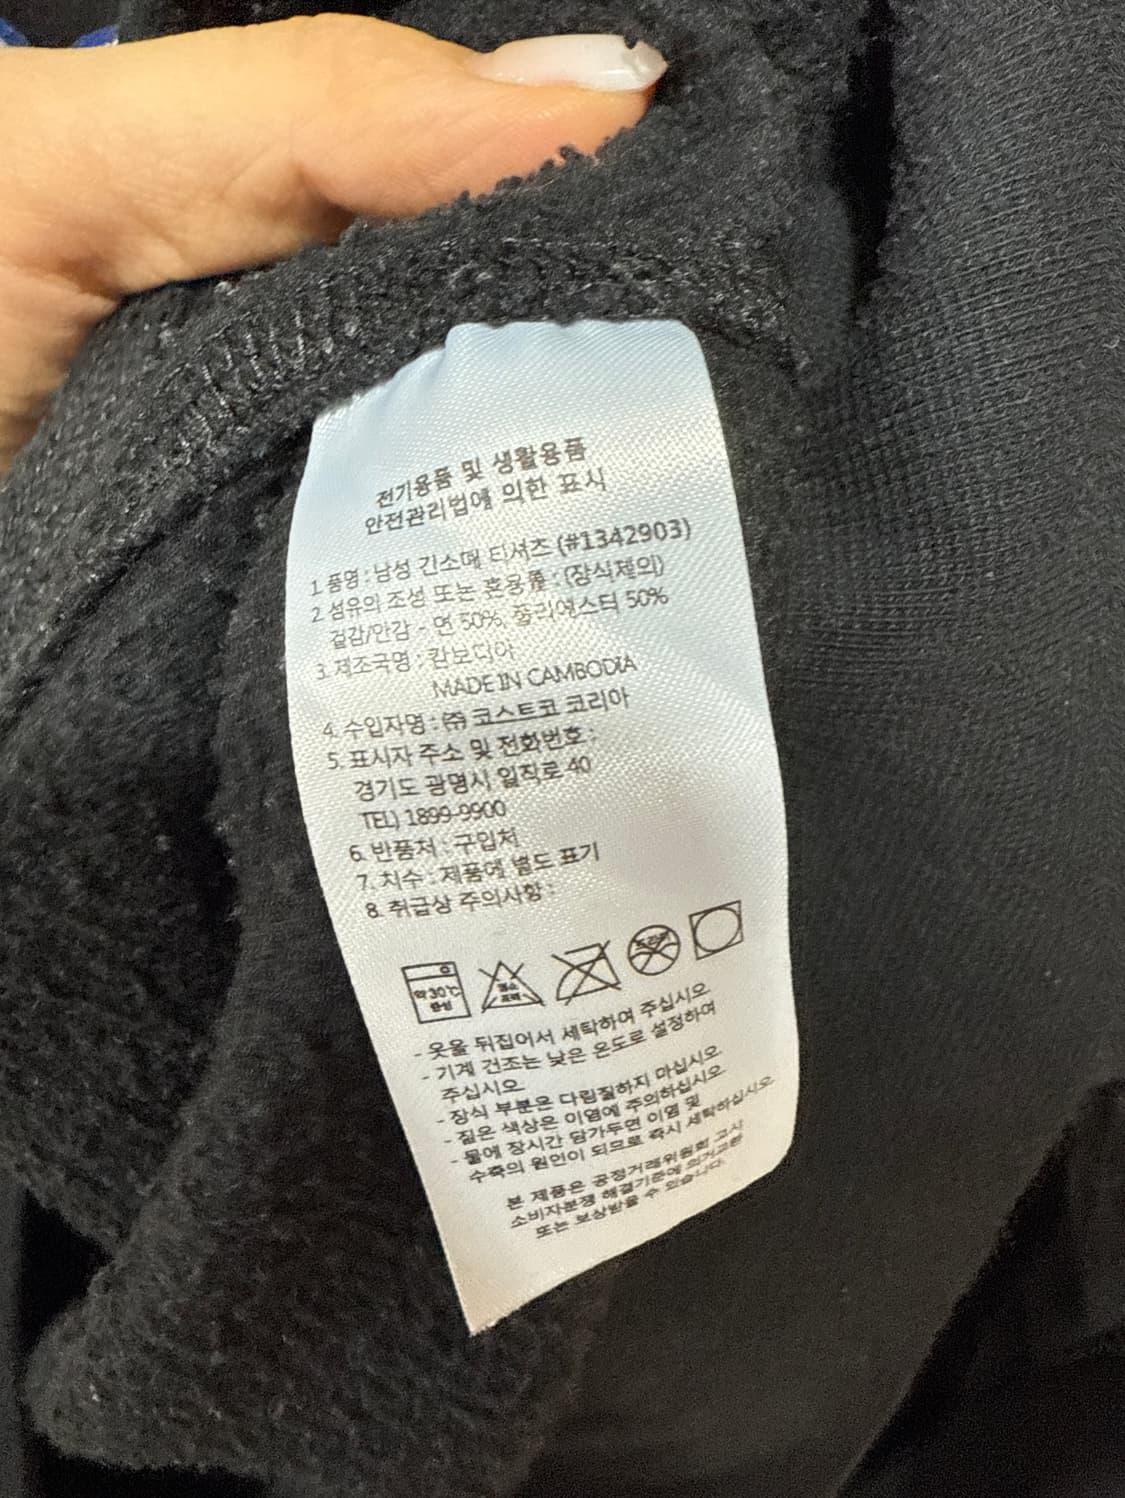 전기용품 및 생활용품
안전관리법에 의한 표시
1. 품명 : 남성 긴소매 티셔츠 (#1342903)
2. 섬유의 조성 또는 혼용률 : (장식제외)
겉감/안감 - 면 50%, 폴리에스터 50%
3. 제조국명 : 캄보디아
MADE IN CAMBODIA
4. 수입자명 : ㈜ 코스트코 코리아
5. 표시자 주소 및 전화번호 :
경기도 광명시 일직로 40
TEL) 1899-9900
6. 반품처 : 구입처
7. 치수 : 제품에 별도 표기
8. 취급상 주의사항 :
약 30℃ 염소 표백 드라이
중성
- 옷을 뒤집어서 세탁하여 주십시오
- 기계 건조는 낮은 온도로 설정하여
주십시오
- 장식 부분은 다림질하지 마십시오
- 짙은 색상은 이염에 주의하십시오
- 물에 장시간 담가두면 이염 및
수축의 원인이 되므로 즉시 세탁하십시오
본 제품은 공정거래위원회 고시
소비자분쟁 해결기준에 의거교환
또는 보상받을 수 있습니다.